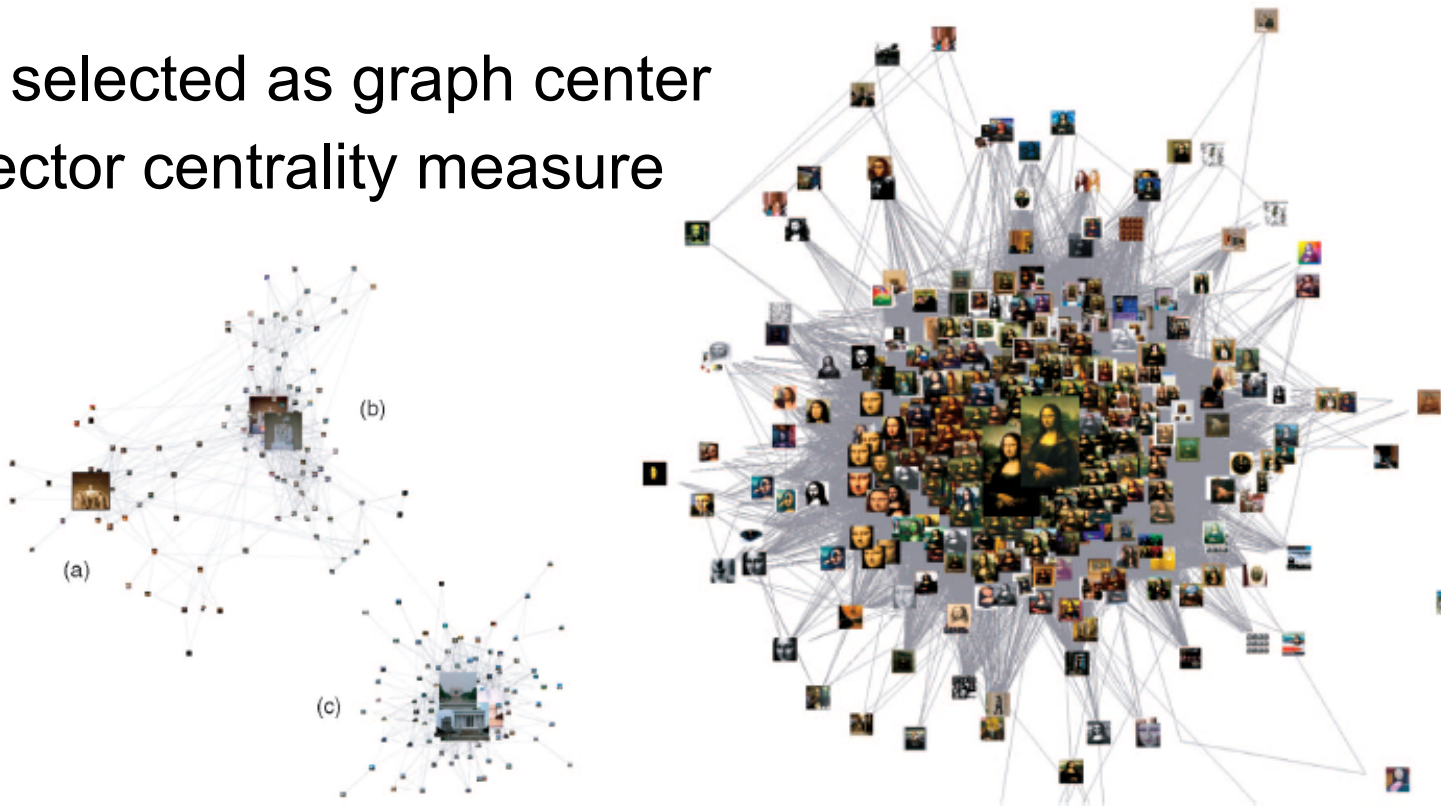 selected as graph center
ector centrality measure
(b)
(a)
(c)